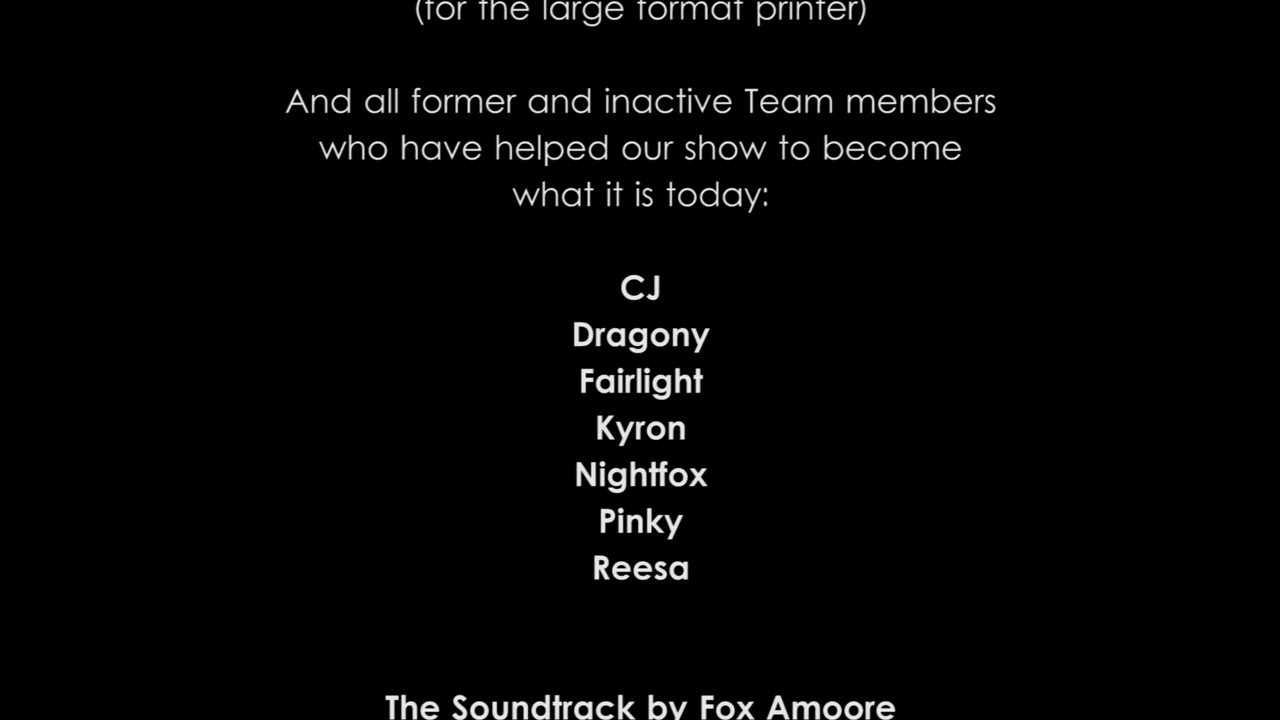 (for the large format printer)
And all former and inactive Team members
who have helped our show to become
what it is today:
CJ
Dragony
Fairlight
Kyron
Nightfox
Pinky
Reesa
The Soundtrack by Fox Amoore